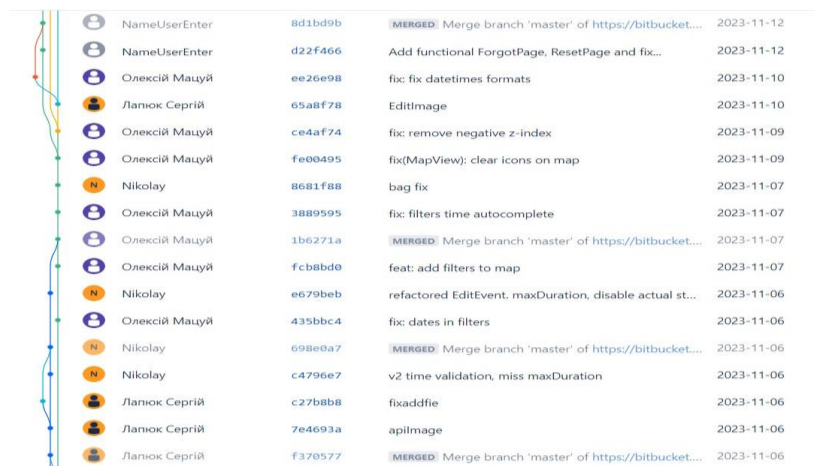 NameUserEnter 8d1bd9b MERGED Merge branch 'master' of https://bitbucket.... 2023-11-12
NameUserEnter d22f466 Add functional ForgotPage, ResetPage and fix... 2023-11-12
Олексій Мацуй ee26e98 fix: fix datetimes formats 2023-11-10
Лапюк Сергій 65a8f78 EditImage 2023-11-10
Олексій Мацуй ce4af74 fix: remove negative z-index 2023-11-09
Олексій Мацуй fe00495 fix(MapView): clear icons on map 2023-11-09
N Nikolay 8681f88 bag fix 2023-11-07
Олексій Мацуй 3889595 fix: filters time autocomplete 2023-11-07
Олексій Мацуй 1b6271a MERGED Merge branch 'master' of https://bitbucket.... 2023-11-07
Олексій Мацуй fcb8bd0 feat: add filters to map 2023-11-07
N Nikolay e679beb refactored EditEvent. maxDuration, disable actual st... 2023-11-06
Олексій Мацуй 435bbc4 fix: dates in filters 2023-11-06
N Nikolay 698e0a7 MERGED Merge branch 'master' of https://bitbucket.... 2023-11-06
N Nikolay c4796e7 v2 time validation, miss maxDuration 2023-11-06
Лапюк Сергій c27b8b8 fixaddfie 2023-11-06
Лапюк Сергій 7e4693a apiImage 2023-11-06
Лапюк Сергій f370577 MERGED Merge branch 'master' of https://bitbucket.... 2023-11-06